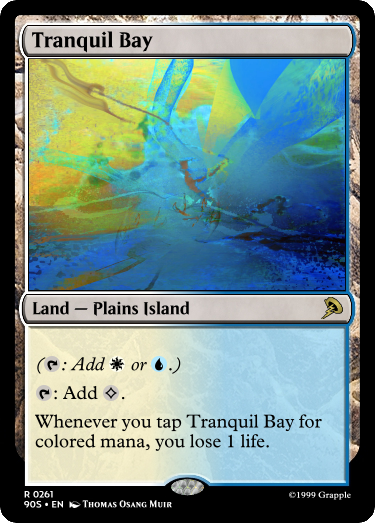 Tranquil Bay
Land — Plains Island
(: Add or .)
: Add .
Whenever you tap Tranquil Bay for
colored mana, you lose 1 life.
R 0261
90S • EN Thomas Osang Muir
©1999 Grapple